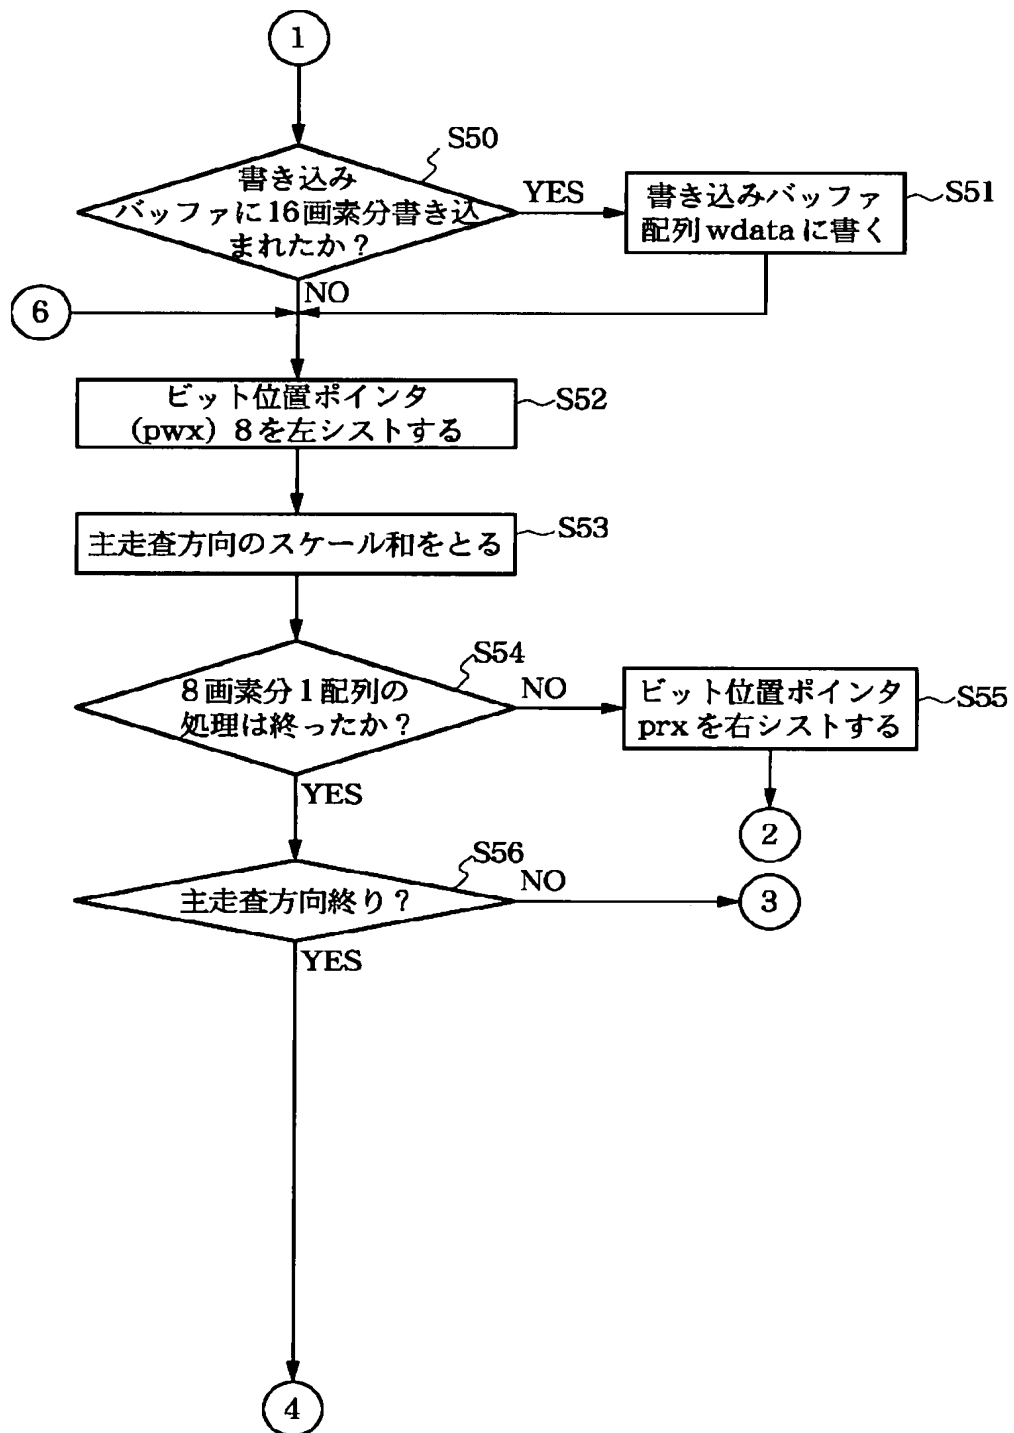 1
S50
書き込み
バッファに16画素分書き込
まれたか？
YES
書き込みバッファ
配列wdataに書く
S51
NO
6
ビット位置ポインタ
(pwx) 8を左シストする
S52
主走査方向のスケール和をとる
S53
S54
8画素分1配列の
処理は終ったか？
NO
ビット位置ポインタ
prxを右シストする
S55
YES
2
S56
主走査方向終り？
NO
3
YES
4